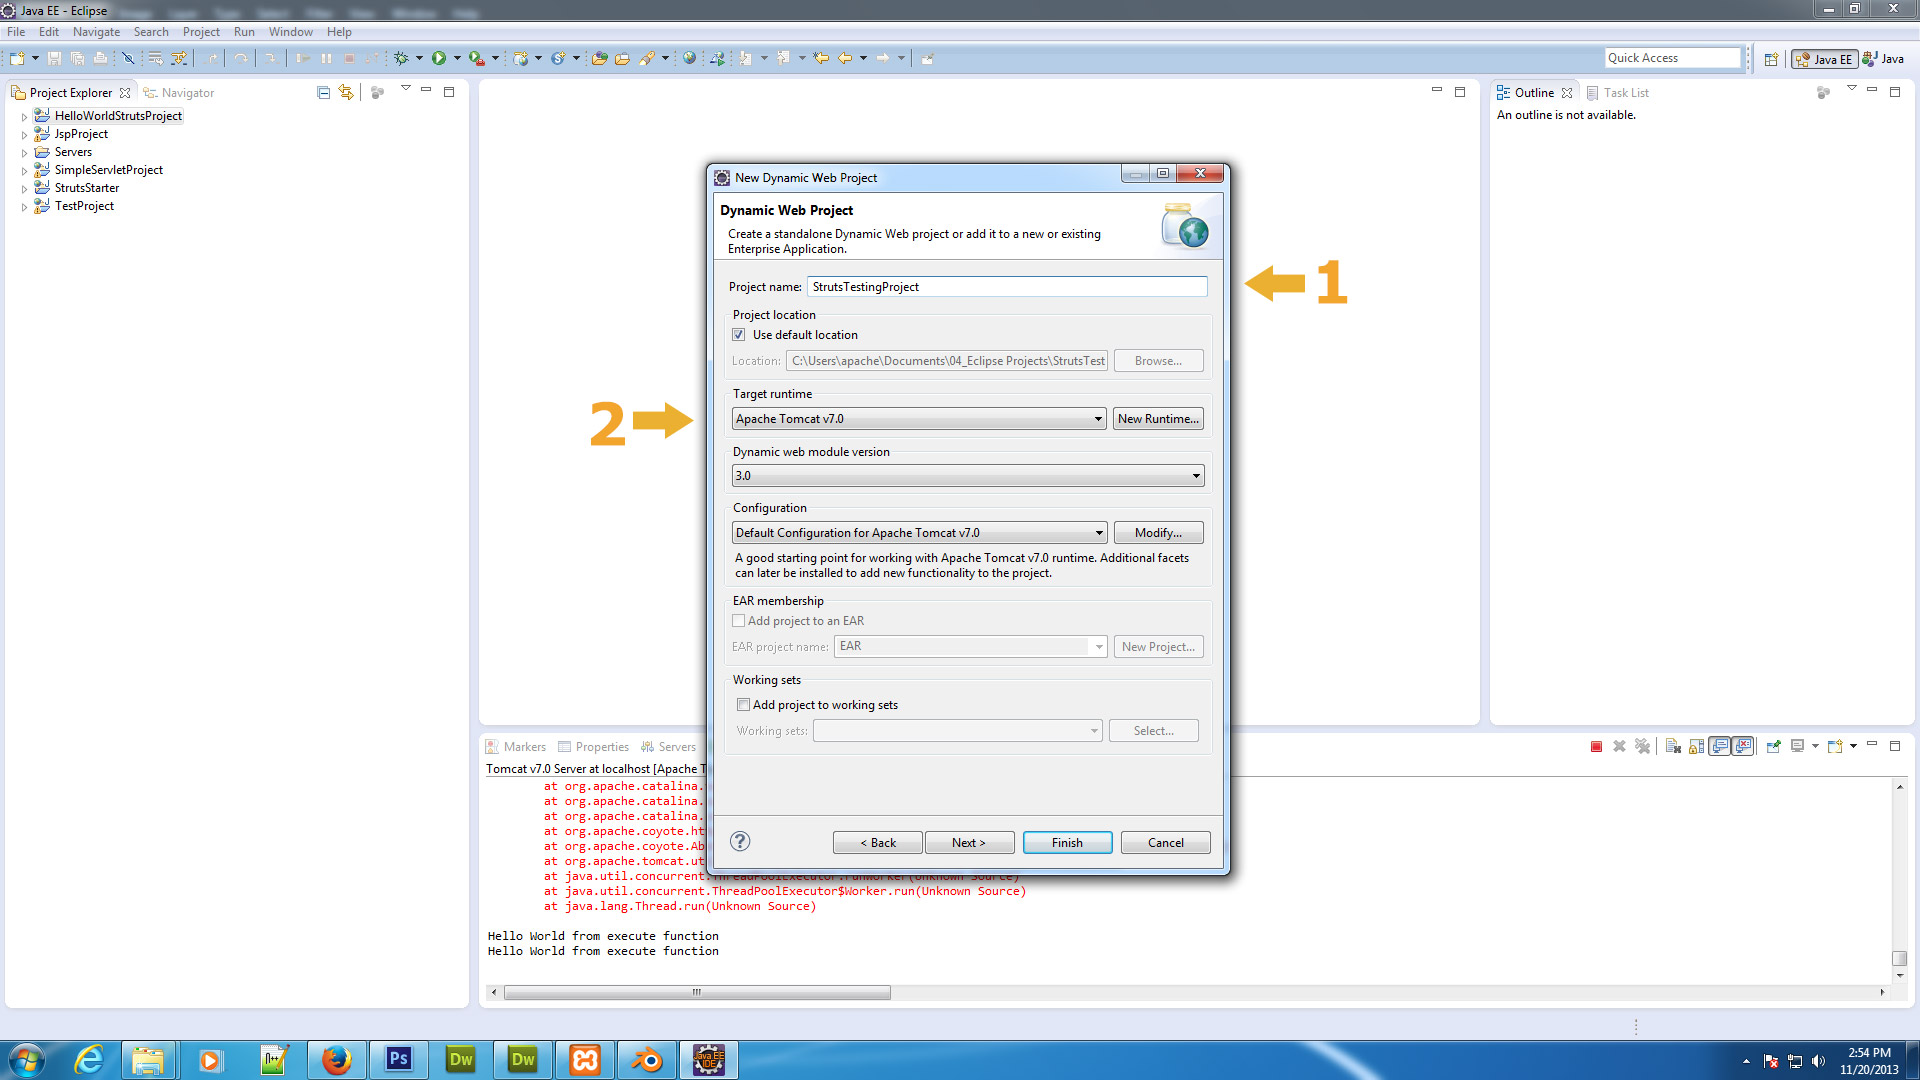 Java EE - Eclipse
File Edit Navigate Search Project Run Window Help
Quick Access
Java EE
Java
Project Explorer
Navigator
HelloWorldStrutsProject
JspProject
Servers
SimpleServletProject
StrutsStarter
TestProject
Outline
Task List
An outline is not available.
New Dynamic Web Project
Dynamic Web Project
Create a standalone Dynamic Web project or add it to a new or existing
Enterprise Application.
Project name: StrutsTestingProject
1
Project location
Use default location
Location: C:\Users\apache\Documents\04_Eclipse Projects\StrutsTest Browse...
Target runtime
2
Apache Tomcat v7.0 New Runtime...
Dynamic web module version
3.0
Configuration
Default Configuration for Apache Tomcat v7.0 Modify...
A good starting point for working with Apache Tomcat v7.0 runtime. Additional facets
can later be installed to add new functionality to the project.
EAR membership
Add project to an EAR
EAR project name: EAR New Project...
Working sets
Add project to working sets
Working sets: Select...
? < Back Next > Finish Cancel
Markers Properties Servers
Tomcat v7.0 Server at localhost [Apache T
at org.apache.catalina.
at org.apache.catalina.
at org.apache.catalina.
at org.apache.coyote.ht
at org.apache.coyote.Ab
at org.apache.tomcat.ut
at java.util.concurrent.ThreadPoolExecutor.runWorker(Unknown Source)
at java.util.concurrent.ThreadPoolExecutor$Worker.run(Unknown Source)
at java.lang.Thread.run(Unknown Source)
Hello World from execute function
Hello World from execute function
n++
Ps
Dw
Dw
Java EE
IDE
2:54 PM
11/20/2013